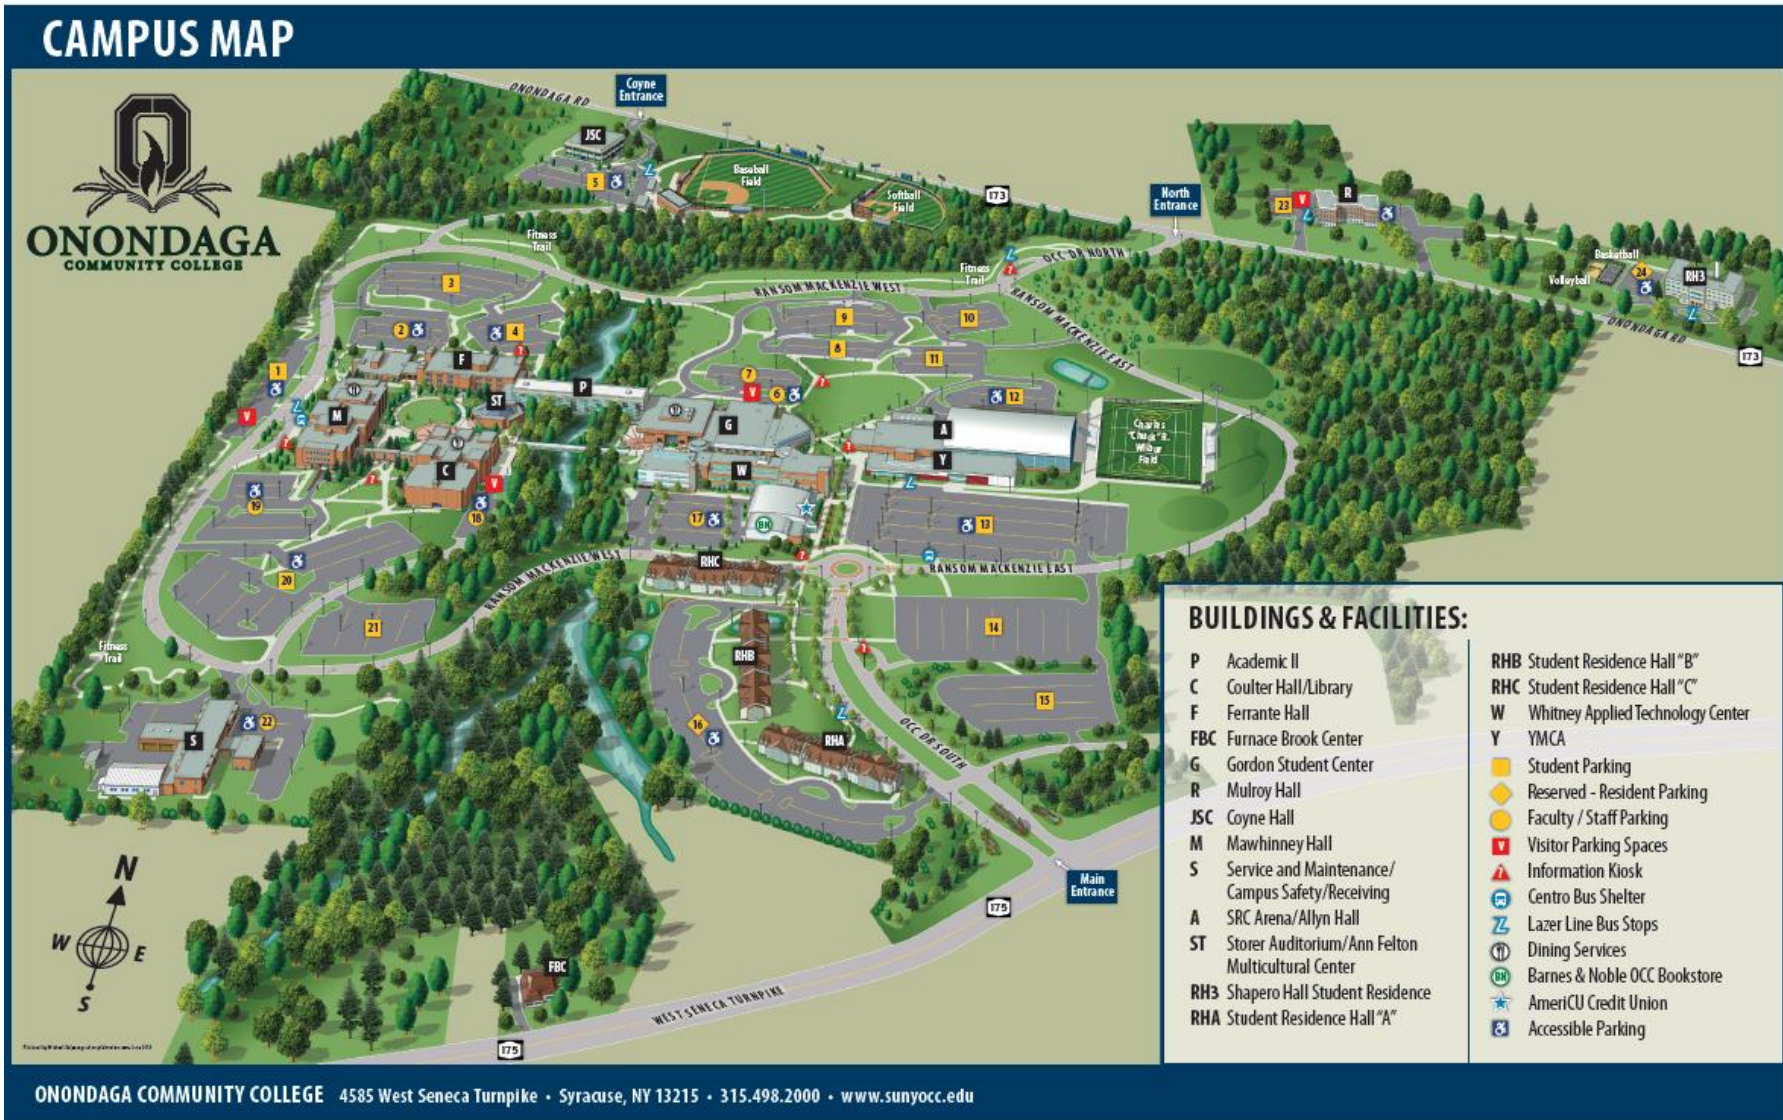 CAMPUS MAP
ONONDAGA
COMMUNITY COLLEGE
ONONDAGA RD
Coyne
Entrance
JSC
5
Baseball
Field
Softball
Field
173
North
Entrance
23
V
R
Basketball
Volleyball
24
RH3
ONONDAGA RD
173
Fitness
Trail
Fitness
Trail
OCC DR NORTH
RANSOM MACKENZIE WEST
RANSOM MACKENZIE EAST
3
2
4
9
10
8
11
7
V
6
12
1
V
F
P
ST
M
C
G
W
A
Y
Charles
"Chuck" R.
Wilbur
Field
V
19
18
17
BN
13
20
21
RANSOM MACKENZIE WEST
RHC
RANSOM MACKENZIE EAST
14
15
RHB
16
RHA
OCC DR SOUTH
Fitness
Trail
S
22
Main
Entrance
175
FBC
WEST SENECA TURNPIKE
175
N
W
E
S
BUILDINGS & FACILITIES:
P Academic II
C Coulter Hall/Library
F Ferrante Hall
FBC Furnace Brook Center
G Gordon Student Center
R Mulroy Hall
JSC Coyne Hall
M Mawhinney Hall
S Service and Maintenance/
Campus Safety/Receiving
A SRC Arena/Allyn Hall
ST Storer Auditorium/Ann Felton
Multicultural Center
RH3 Shapero Hall Student Residence
RHA Student Residence Hall "A"
RHB Student Residence Hall "B"
RHC Student Residence Hall "C"
W Whitney Applied Technology Center
Y YMCA
Student Parking
Reserved - Resident Parking
Faculty / Staff Parking
V Visitor Parking Spaces
? Information Kiosk
Centro Bus Shelter
Lazer Line Bus Stops
Dining Services
BN Barnes & Noble OCC Bookstore
AmeriCU Credit Union
Accessible Parking
ONONDAGA COMMUNITY COLLEGE 4585 West Seneca Turnpike • Syracuse, NY 13215 • 315.498.2000 • www.sunyocc.edu